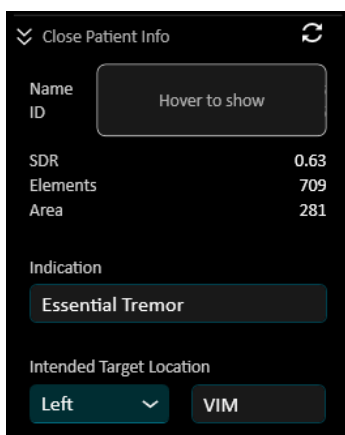 Close Patient Info
Name
ID
Hover to show
SDR 0.63
Elements 709
Area 281
Indication
Essential Tremor
Intended Target Location
Left VIM